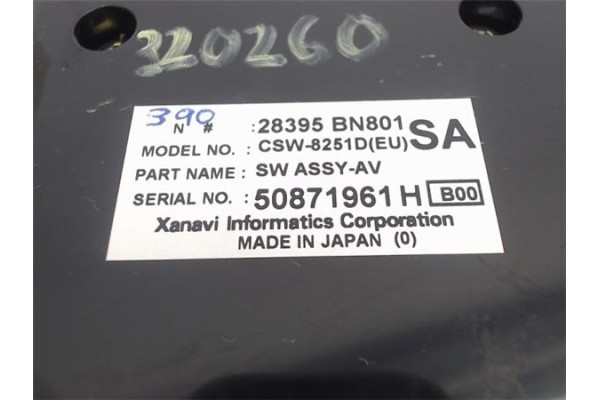 320260
390
N #  : 28395 BN801 SA
MODEL NO. : CSW-8251D(EU)
PART NAME : SW ASSY-AV
SERIAL NO. : 50871961 H B00
Xanavi Informatics Corporation
MADE IN JAPAN (0)